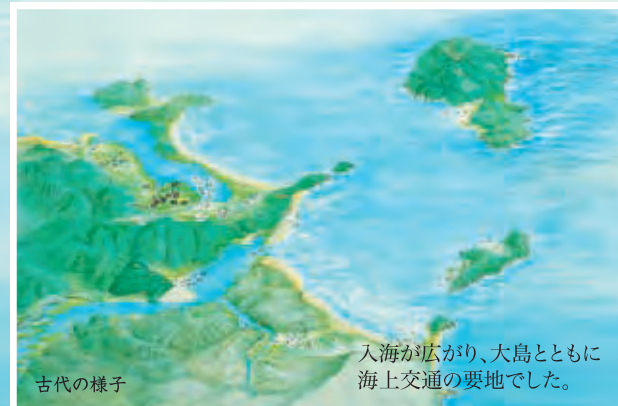 入海が広がり、大島とともに
海上交通の要地でした。
古代の様子